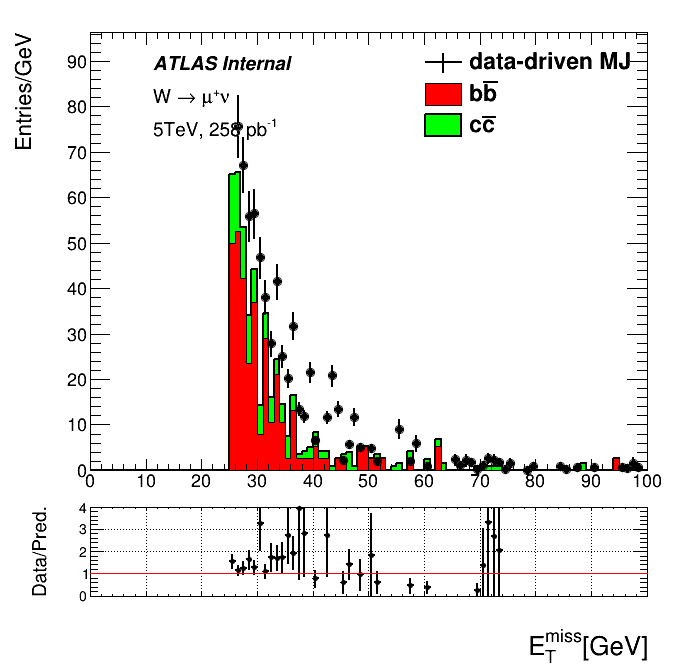 Entries/GeV
90
80
70
60
50
40
30
20
10
0
ATLAS Internal
W → μ⁺ν
5TeV, 258 pb⁻¹
data-driven MJ
bb̅
cc̅
0 10 20 30 40 50 60 70 80 90 100
Data/Pred.
4
3
2
1
0
E_T^miss[GeV]